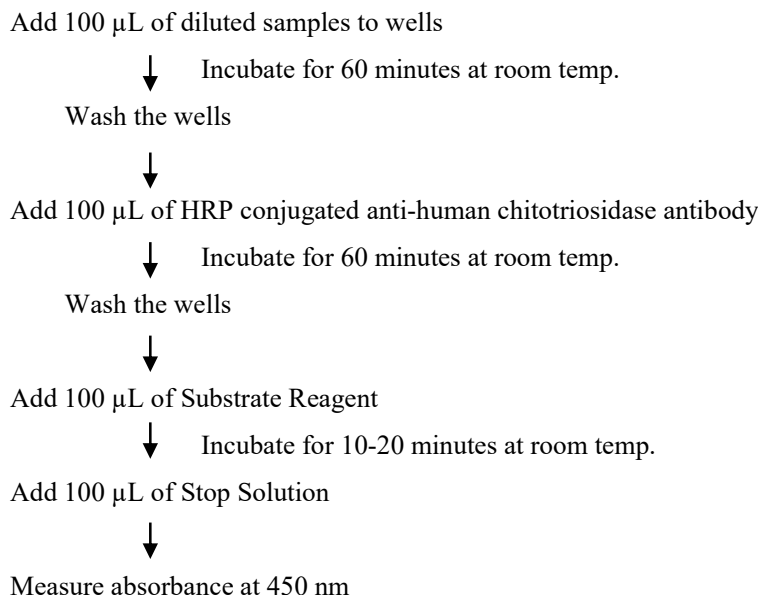 Add 100 µL of diluted samples to wells
Incubate for 60 minutes at room temp.
Wash the wells
Add 100 µL of HRP conjugated anti-human chitotriosidase antibody
Incubate for 60 minutes at room temp.
Wash the wells
Add 100 µL of Substrate Reagent
Incubate for 10-20 minutes at room temp.
Add 100 µL of Stop Solution
Measure absorbance at 450 nm